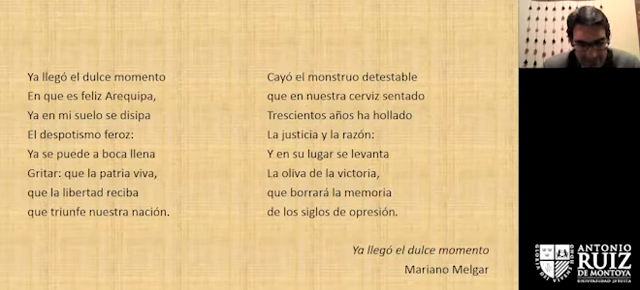 Ya llegó el dulce momento
En que es feliz Arequipa,
Ya en mi suelo se disipa
El despotismo feroz:
Ya se puede a boca llena
Gritar: que la patria viva,
que la libertad reciba
que triunfe nuestra nación.
Cayó el monstruo detestable
que en nuestra cerviz sentado
Trescientos años ha hollado
La justicia y la razón:
Y en su lugar se levanta
La oliva de la victoria,
que borrará la memoria
de los siglos de opresión.
Ya llegó el dulce momento
Mariano Melgar
ANTONIO
RUIZ
DE MONTOYA
UNIVERSIDAD JESUITA